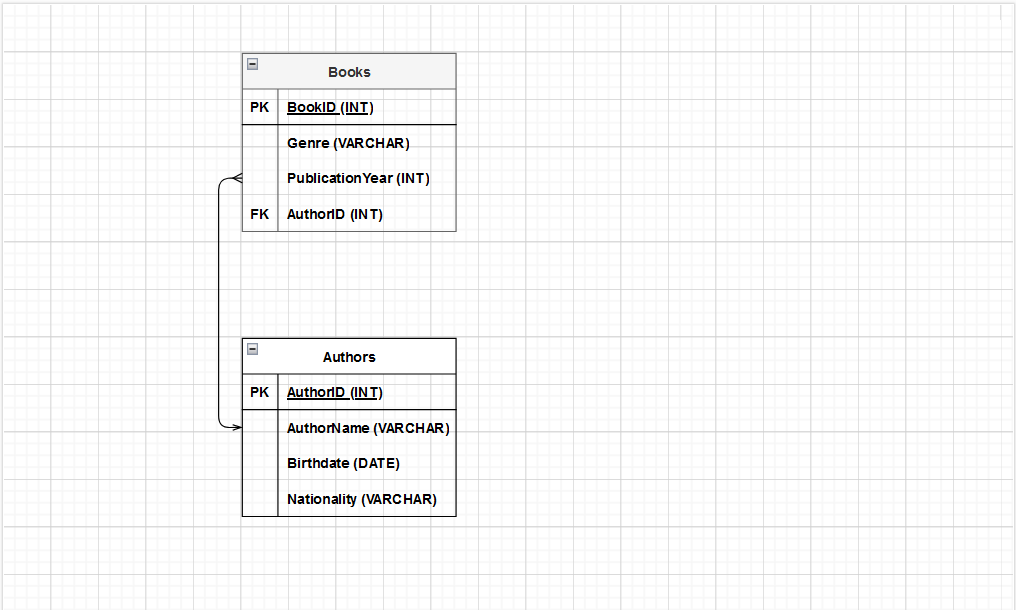 Books
PK BookID (INT)
Genre (VARCHAR)
PublicationYear (INT)
FK AuthorID (INT)
Authors
PK AuthorID (INT)
AuthorName (VARCHAR)
Birthdate (DATE)
Nationality (VARCHAR)